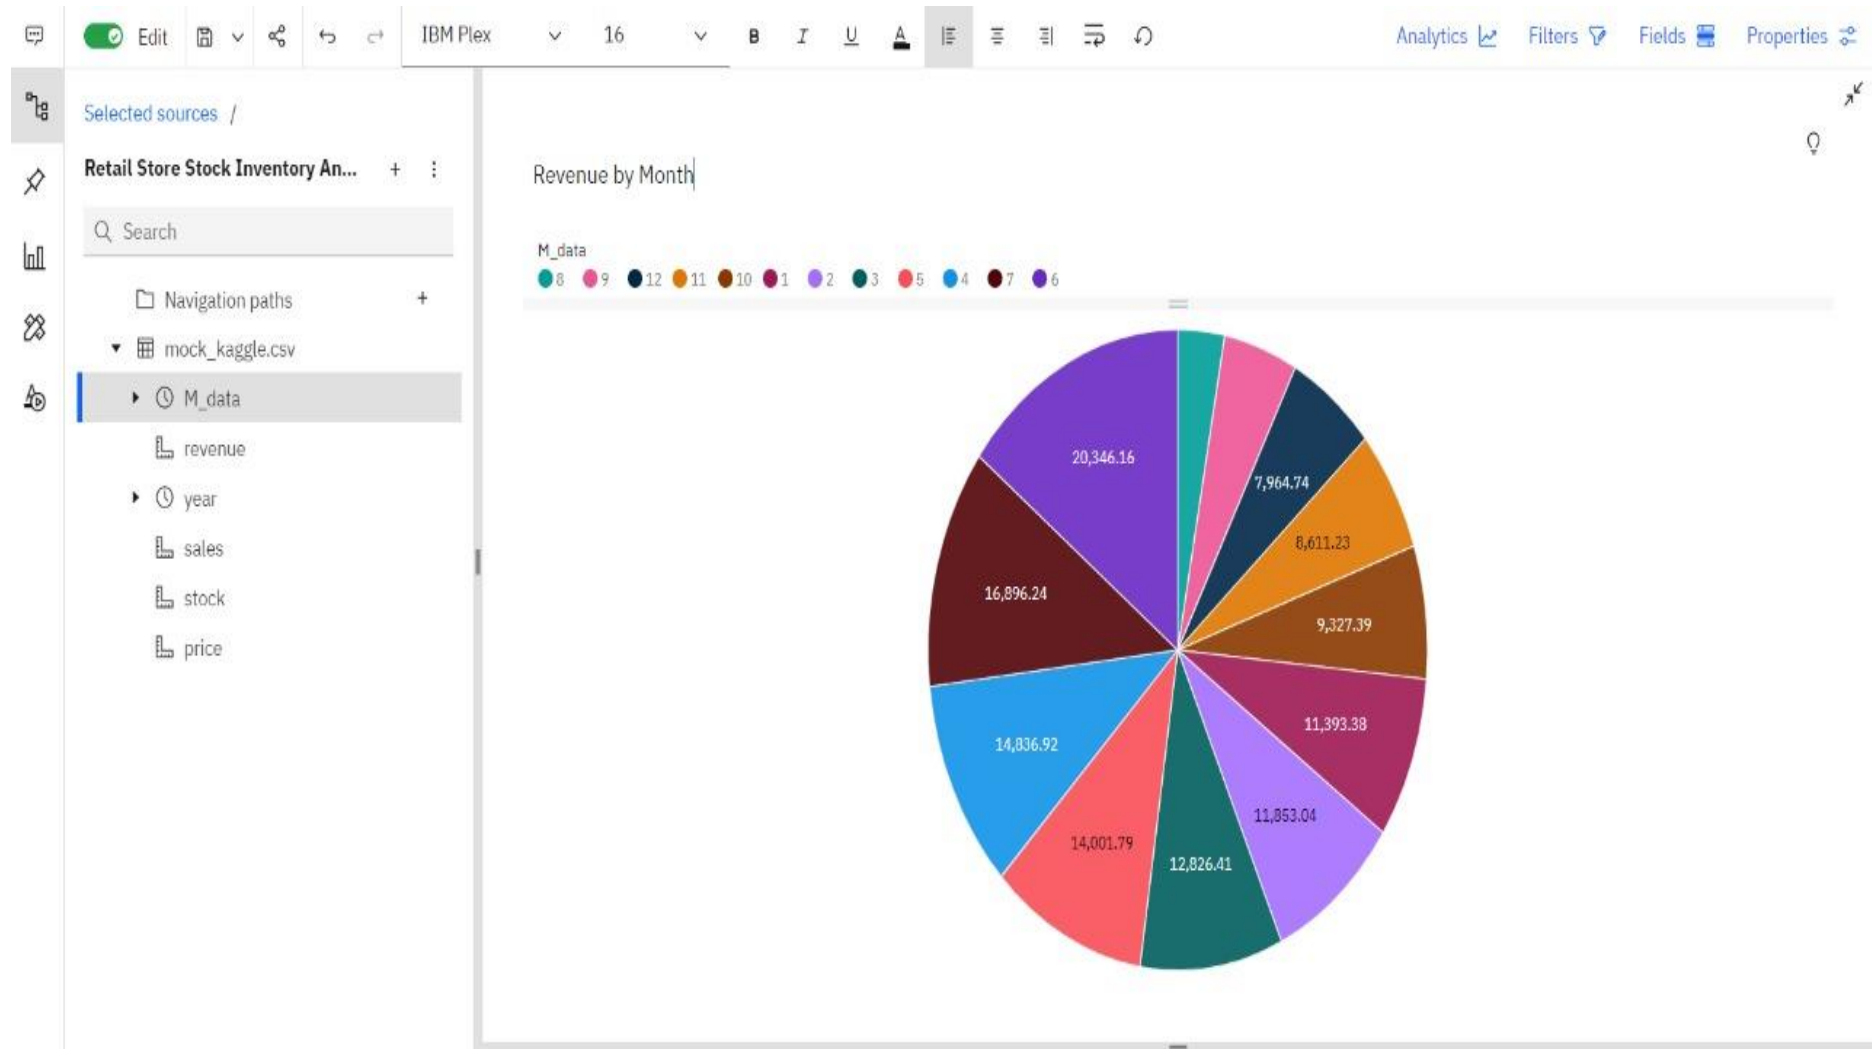 Edit IBM Plex 16 B I U A Analytics Filters Fields Properties
Selected sources /
Retail Store Stock Inventory An... +
Search
Navigation paths +
mock_kaggle.csv
M_data
revenue
year
sales
stock
price
Revenue by Month
M_data
8 9 12 11 10 1 2 3 5 4 7 6
20,346.16
7,964.74
8,611.23
16,896.24
9,327.39
11,393.38
14,836.92
11,853.04
14,001.79
12,826.41